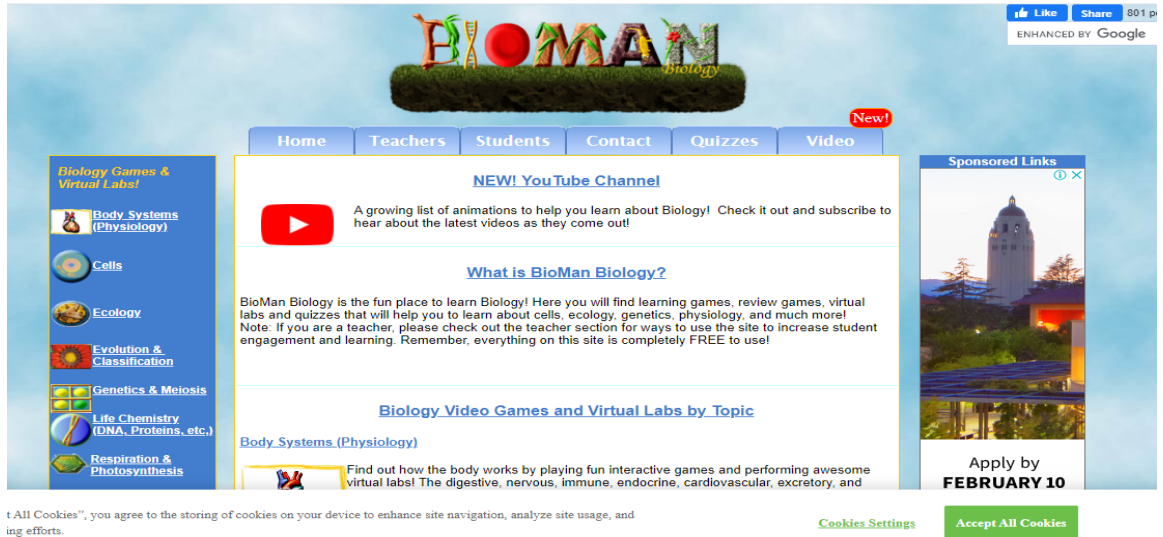 BIOMAN
Biology
Like Share 801 p
ENHANCED BY Google
New!
Home Teachers Students Contact Quizzes Video
Biology Games &
Virtual Labs!
Body Systems
(Physiology)
Cells
Ecology
Evolution &
Classification
Genetics & Meiosis
Life Chemistry
(DNA, Proteins, etc,)
Respiration &
Photosynthesis
NEW! YouTube Channel
A growing list of animations to help you learn about Biology! Check it out and subscribe to
hear about the latest videos as they come out!
What is BioMan Biology?
BioMan Biology is the fun place to learn Biology! Here you will find learning games, review games, virtual
labs and quizzes that will help you to learn about cells, ecology, genetics, physiology, and much more!
Note: If you are a teacher, please check out the teacher section for ways to use the site to increase student
engagement and learning. Remember, everything on this site is completely FREE to use!
Biology Video Games and Virtual Labs by Topic
Body Systems (Physiology)
Find out how the body works by playing fun interactive games and performing awesome
virtual labs! The digestive, nervous, immune, endocrine, cardiovascular, excretory, and
Sponsored Links
Apply by
FEBRUARY 10
t All Cookies”, you agree to the storing of cookies on your device to enhance site navigation, analyze site usage, and
ing efforts.
Cookies Settings
Accept All Cookies